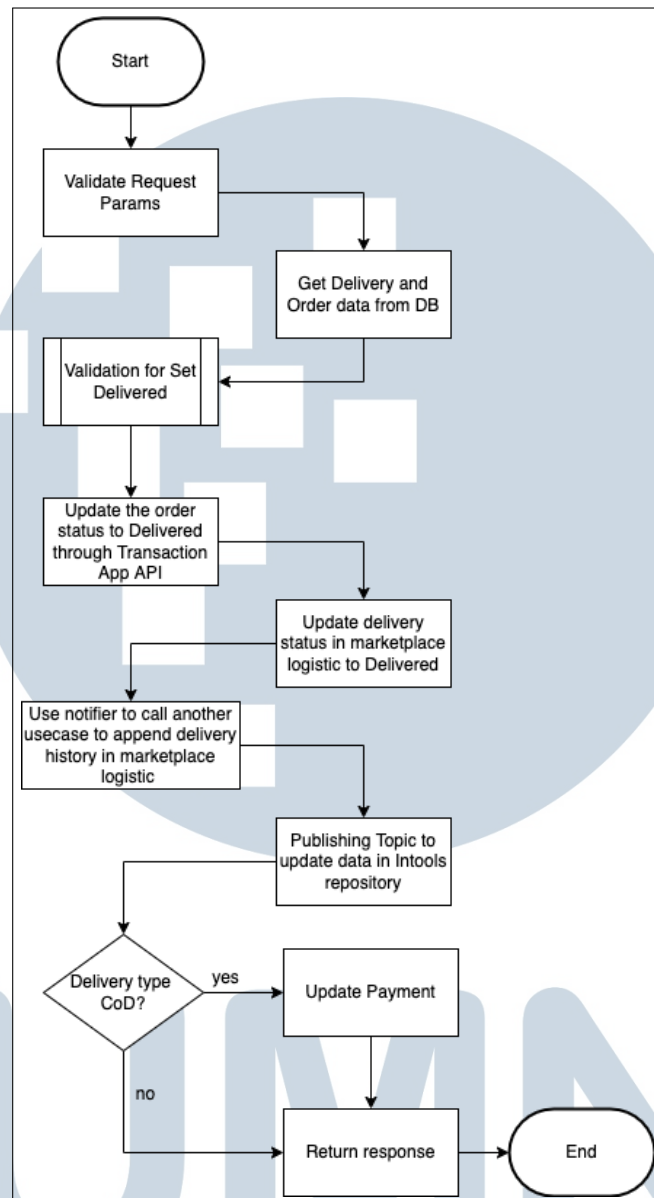 Start
Validate Request
Params
Get Delivery and
Order data from DB
Validation for Set
Delivered
Update the order
status to Delivered
through Transaction
App API
Update delivery
status in marketplace
logistic to Delivered
Use notifier to call another
usecase to append delivery
history in marketplace
logistic
Publishing Topic to
update data in Intools
repository
Delivery type
CoD?
yes
Update Payment
no
Return response
End
UMN